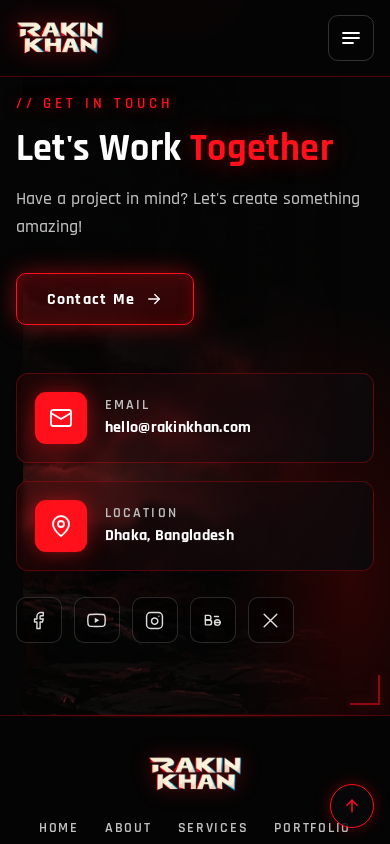 RAKIN
KHAN
// GET IN TOUCH
Let's Work Together
Have a project in mind? Let's create something
amazing!
Contact Me
EMAIL
hello@rakinkhan.com
LOCATION
Dhaka, Bangladesh
Bē
RAKIN
KHAN
HOME ABOUT SERVICES PORTFOLIO